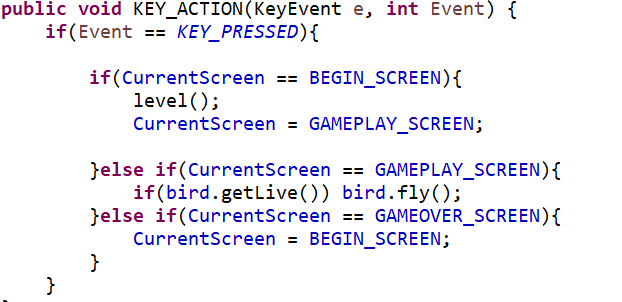 public void KEY_ACTION(KeyEvent e, int Event) {
    if(Event == KEY_PRESSED){

        if(CurrentScreen == BEGIN_SCREEN){
            level();
            CurrentScreen = GAMEPLAY_SCREEN;

        }else if(CurrentScreen == GAMEPLAY_SCREEN){
            if(bird.getLive()) bird.fly();
        }else if(CurrentScreen == GAMEOVER_SCREEN){
            CurrentScreen = BEGIN_SCREEN;
        }
    }